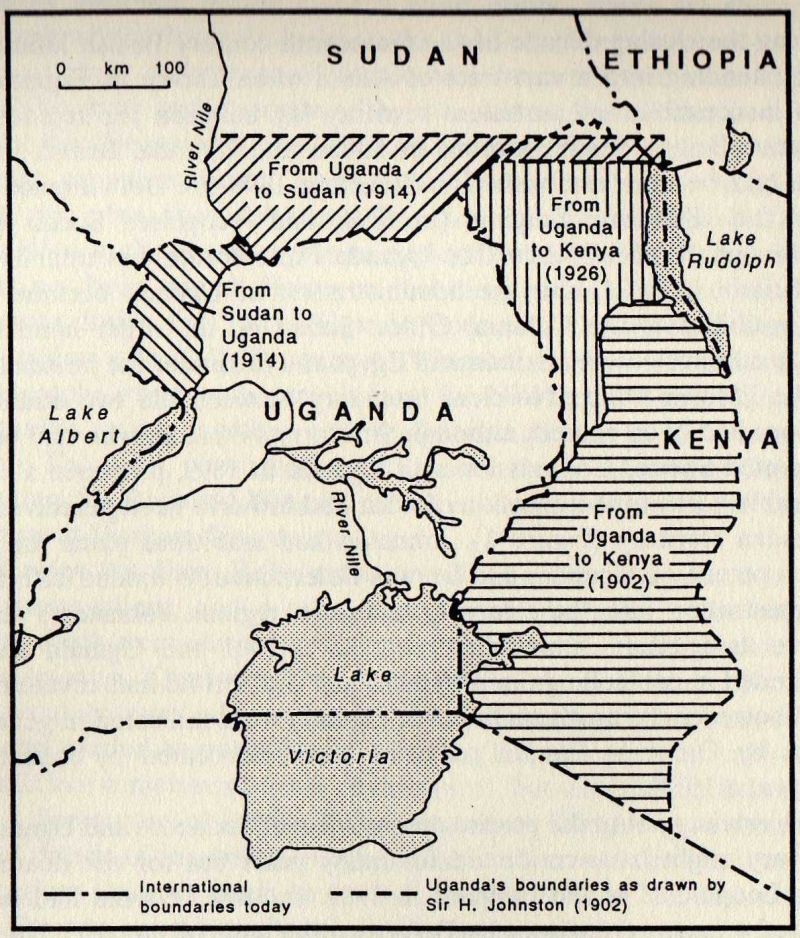 SUDAN
ETHIOPIA
0 km 100
River Nile
From Uganda
to Sudan (1914)
From
Uganda
to Kenya
(1926)
Lake
Rudolph
From
Sudan to
Uganda
(1914)
Lake
Albert
UGANDA
KENYA
River Nile
From
Uganda
to Kenya
(1902)
Lake
Victoria
International
boundaries today
Uganda's boundaries as drawn by
Sir H. Johnston (1902)